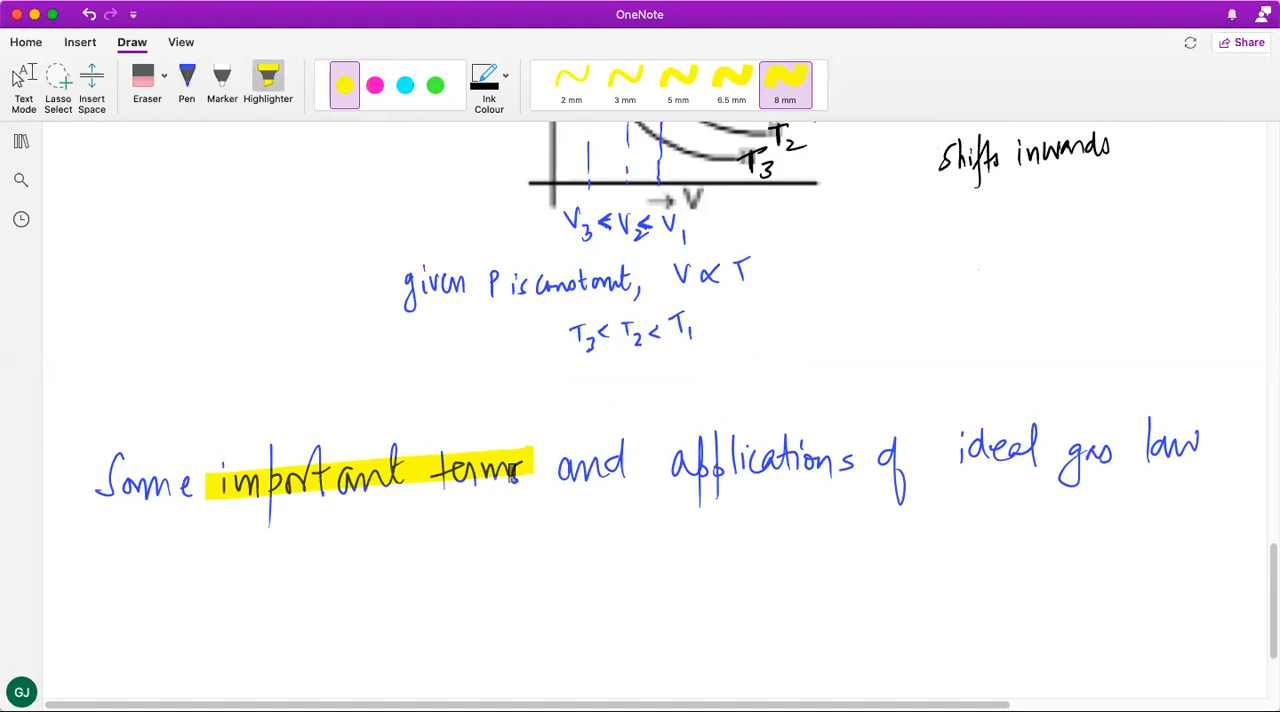 OneNote
Home Insert Draw View
Share
Text Mode
Lasso Select
Insert Space
Eraser
Pen
Marker
Highlighter
Ink Colour
2 mm 3 mm 5 mm 6.5 mm 8 mm
T2
T3
shifts inwards
→ V
V3 < V2 < V1
given P is constant, V ∝ T
T3 < T2 < T1
Some important terms and applications of ideal gas law
GJ